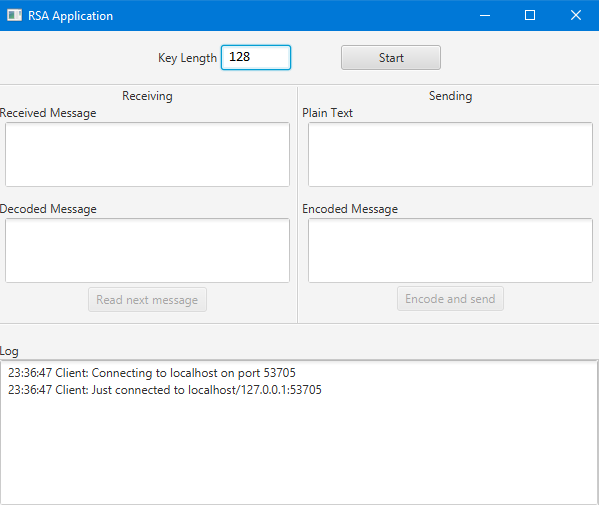 RSA Application
Key Length 128 Start
Receiving
Received Message
Decoded Message
Read next message
Sending
Plain Text
Encoded Message
Encode and send
Log
23:36:47 Client: Connecting to localhost on port 53705
23:36:47 Client: Just connected to localhost/127.0.0.1:53705